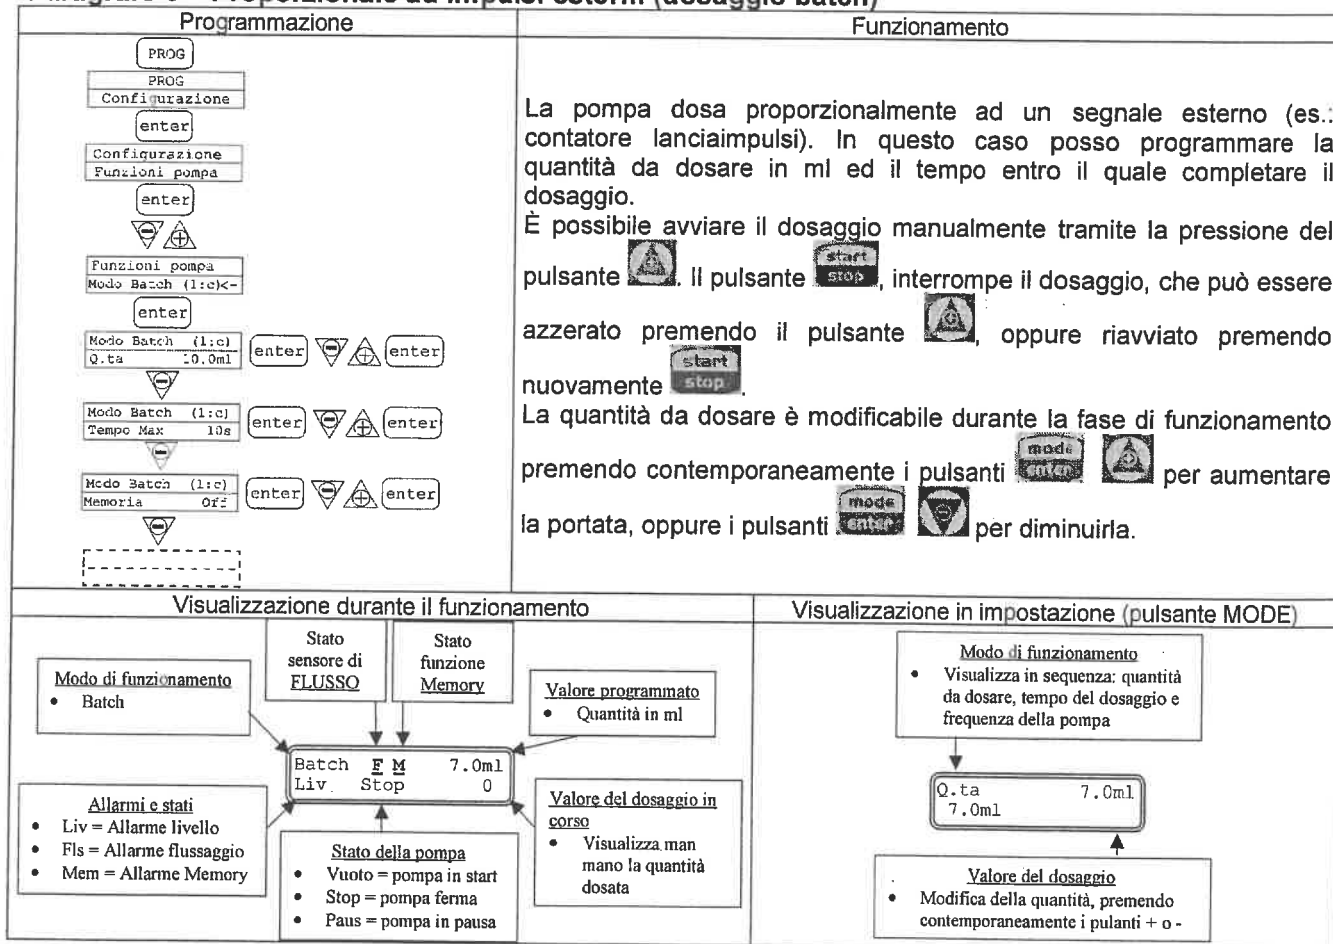 Paragrafo 9 – Proporzionale ad impulsi esterni (dosaggio batch)
Programmazione
PROG
PROG
Configurazione
enter
Configurazione
Funzioni pompa
enter
Funzioni pompa
Modo Batch (1:c)<-
enter
Modo Batch (1:c)
Q.ta 10.0ml
enter
enter
Modo Batch (1:c)
Tempo Max 10s
enter
enter
Modo Batch (1:c)
Memoria Off
enter
enter
Funzionamento
La pompa dosa proporzionalmente ad un segnale esterno (es.:
contatore lanciaimpulsi). In questo caso posso programmare la
quantità da dosare in ml ed il tempo entro il quale completare il
dosaggio.
È possibile avviare il dosaggio manualmente tramite la pressione del
pulsante . Il pulsante start stop, interrompe il dosaggio, che può essere
azzerato premendo il pulsante , oppure riavviato premendo
nuovamente start stop.
La quantità da dosare è modificabile durante la fase di funzionamento
premendo contemporaneamente i pulsanti mode enter per aumentare
la portata, oppure i pulsanti mode enter per diminuirla.
Visualizzazione durante il funzionamento
Modo di funzionamento
• Batch
Stato
sensore di
FLUSSO
Stato
funzione
Memory
Valore programmato
• Quantità in ml
Batch F M 7.0ml
Liv. Stop 0
Allarmi e stati
• Liv = Allarme livello
• Fls = Allarme flussaggio
• Mem = Allarme Memory
Stato della pompa
• Vuoto = pompa in start
• Stop = pompa ferma
• Paus = pompa in pausa
Valore del dosaggio in
corso
• Visualizza man
mano la quantità
dosata
Visualizzazione in impostazione (pulsante MODE)
Modo di funzionamento
• Visualizza in sequenza: quantità
da dosare, tempo del dosaggio e
frequenza della pompa
Q.ta 7.0ml
7.0ml
Valore del dosaggio
• Modifica della quantità, premendo
contemporaneamente i pulanti + o -